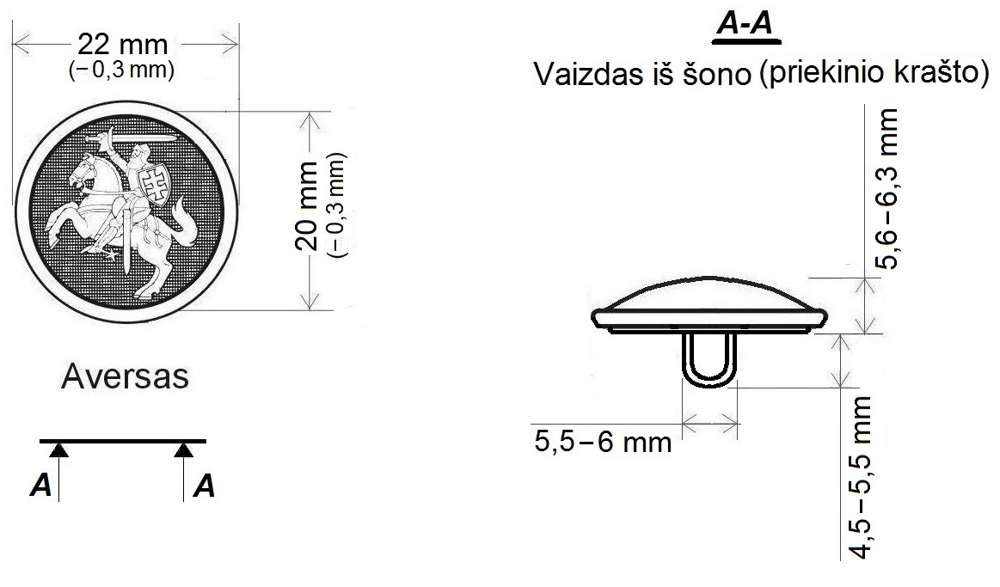 22 mm
(−0,3 mm)
20 mm
(−0,3 mm)
Aversas
A A
A-A
Vaizdas iš šono (priekinio krašto)
5,6−6,3 mm
5,5−6 mm
4,5−5,5 mm